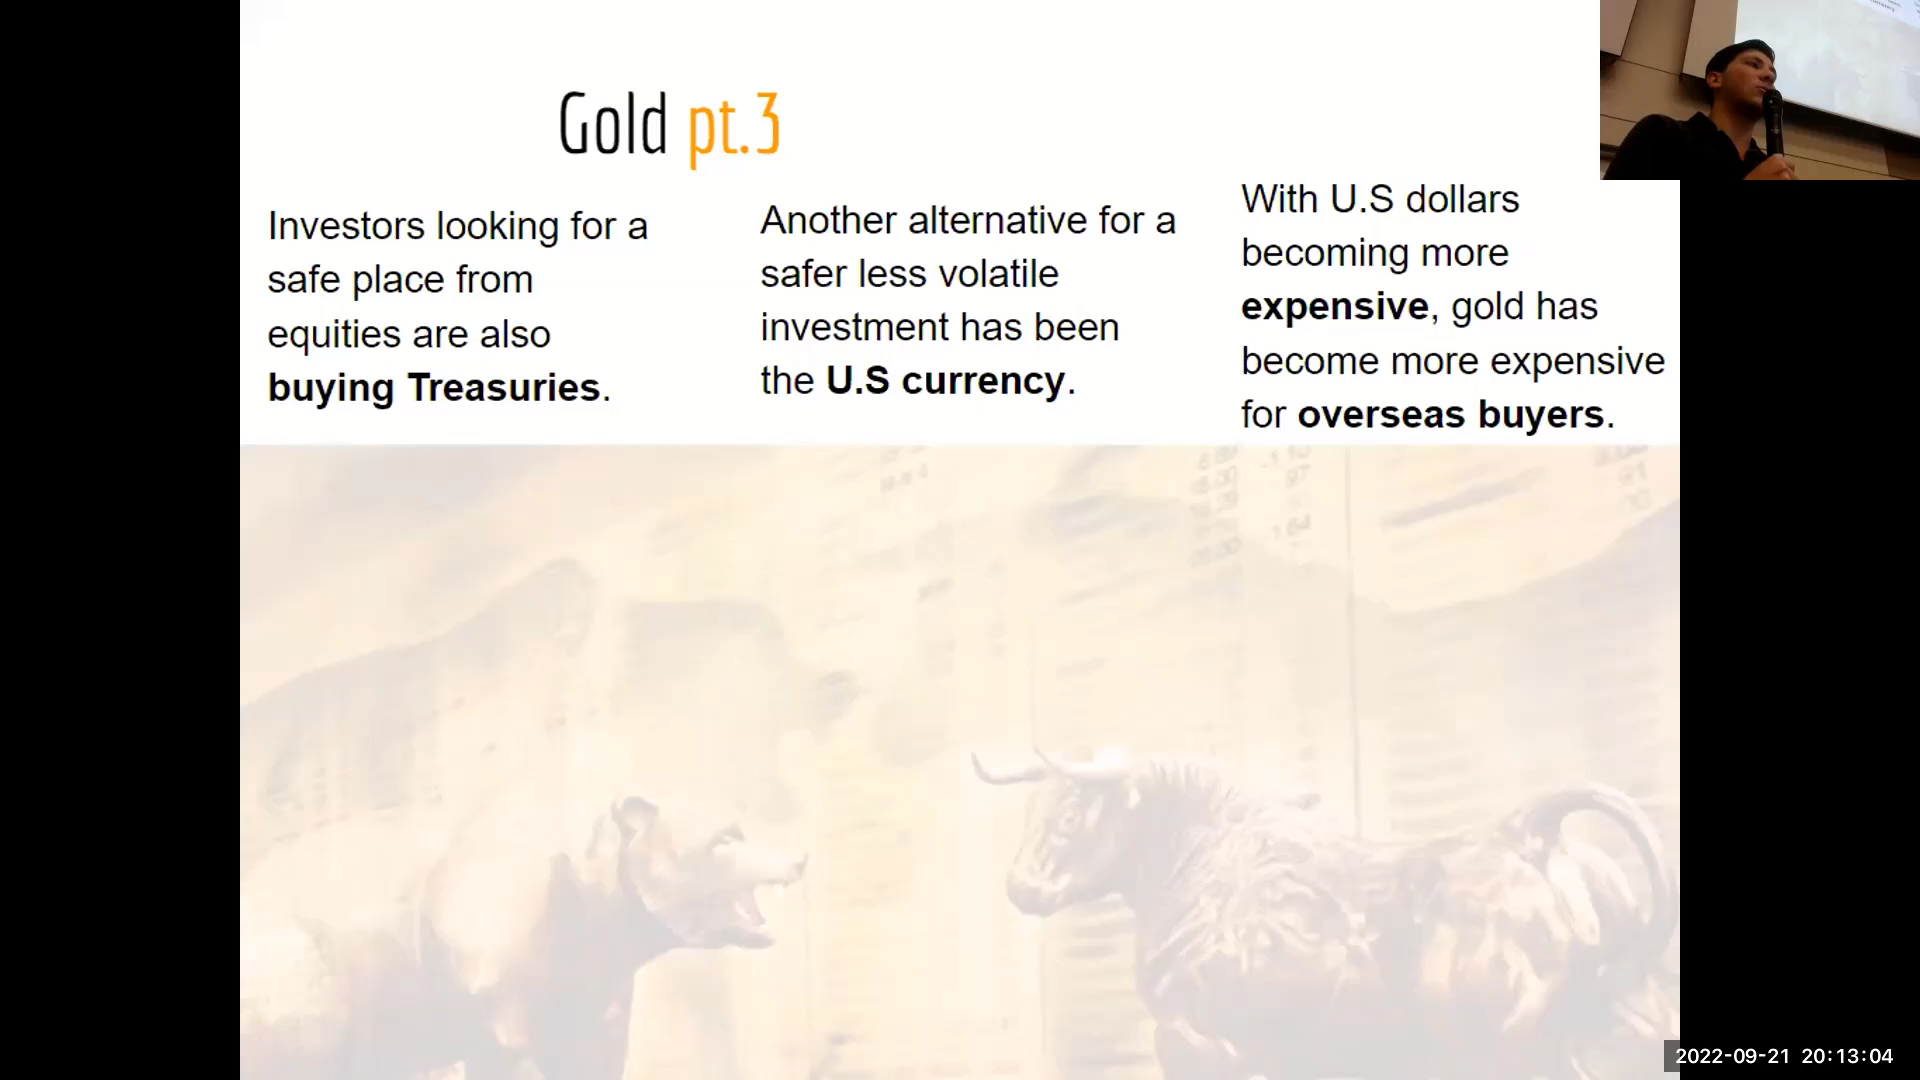 Gold pt.3
Investors looking for a
safe place from
equities are also
buying Treasuries.
Another alternative for a
safer less volatile
investment has been
the U.S currency.
With U.S dollars
becoming more
expensive, gold has
become more expensive
for overseas buyers.
2022-09-21 20:13:04